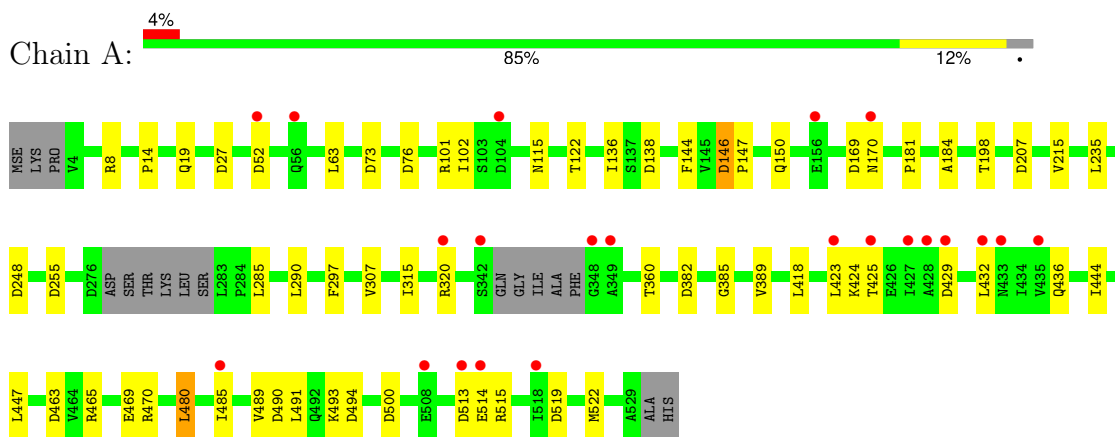 4%
Chain A:
85% 12% •
MSE LYS PRO V4 R8 P14 Q19 D27 D52 Q56 L63 D73 D76 R101 I102 S103 D104 N115 T122 I136 S137 D138 F144 V145 D146 P147 Q150 E156 D169 N170 P181 A184 T198 D207 V215 L235
D248 D255 D276 ASP SER THR LYS LEU SER L283 P284 L285 L290 F297 V307 I315 R320 S342 GLN GLY ILE ALA PHE G348 A349 T360 D382 G385 V389 L418 L423 K424 T425 E426 I427 A428 D429 L432 N433 I434 V435 Q436 I444
L447 D463 V464 R465 E469 R470 L480 I485 V489 D490 L491 Q492 K493 D494 D500 E508 D513 E514 R515 I518 D519 M522 A529 ALA HIS